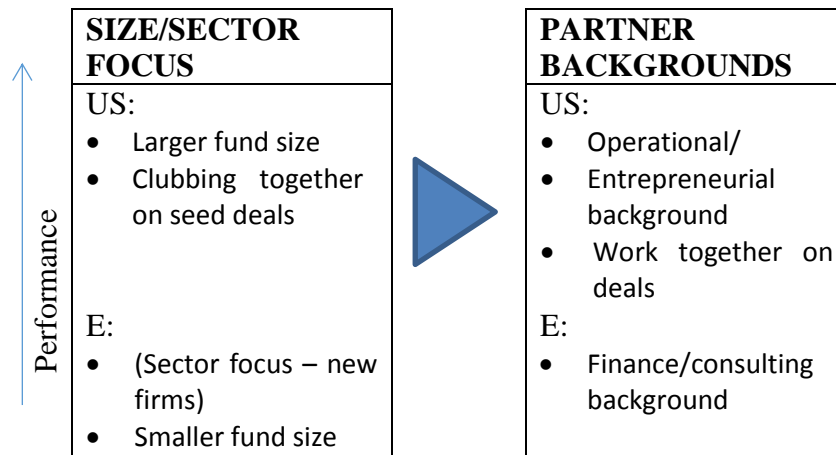 SIZE/SECTOR
FOCUS
US:
• Larger fund size
• Clubbing together
on seed deals
E:
• (Sector focus – new
firms)
• Smaller fund size
PARTNER
BACKGROUNDS
US:
• Operational/
• Entrepreneurial
background
• Work together on
deals
E:
• Finance/consulting
background
Performance